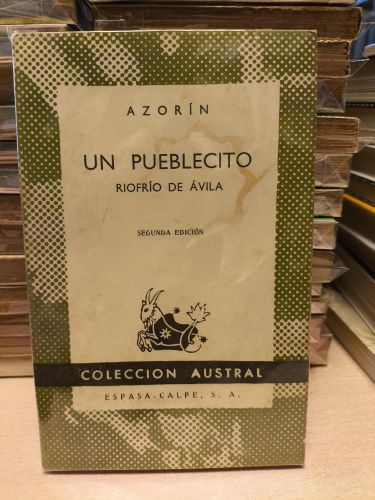 AZORÍN
UN PUEBLECITO
RIOFRÍO DE ÁVILA
SEGUNDA EDICIÓN
COLECCION AUSTRAL
ESPASA-CALPE, S. A.